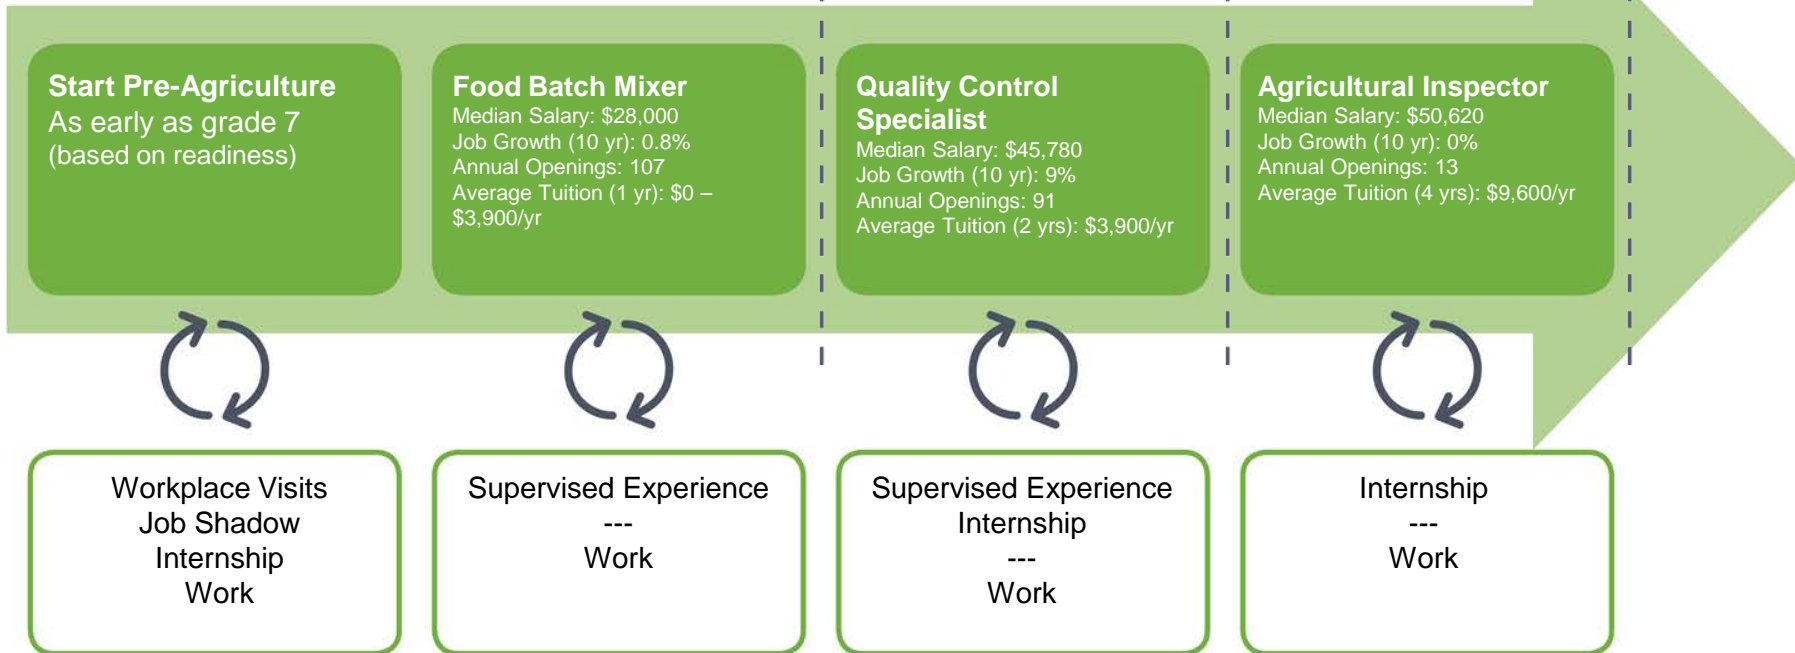 Start Pre-Agriculture
As early as grade 7
(based on readiness)
Food Batch Mixer
Median Salary: $28,000
Job Growth (10 yr): 0.8%
Annual Openings: 107
Average Tuition (1 yr): $0 –
$3,900/yr
Quality Control
Specialist
Median Salary: $45,780
Job Growth (10 yr): 9%
Annual Openings: 91
Average Tuition (2 yrs): $3,900/yr
Agricultural Inspector
Median Salary: $50,620
Job Growth (10 yr): 0%
Annual Openings: 13
Average Tuition (4 yrs): $9,600/yr
Workplace Visits
Job Shadow
Internship
Work
Supervised Experience
---
Work
Supervised Experience
Internship
---
Work
Internship
---
Work